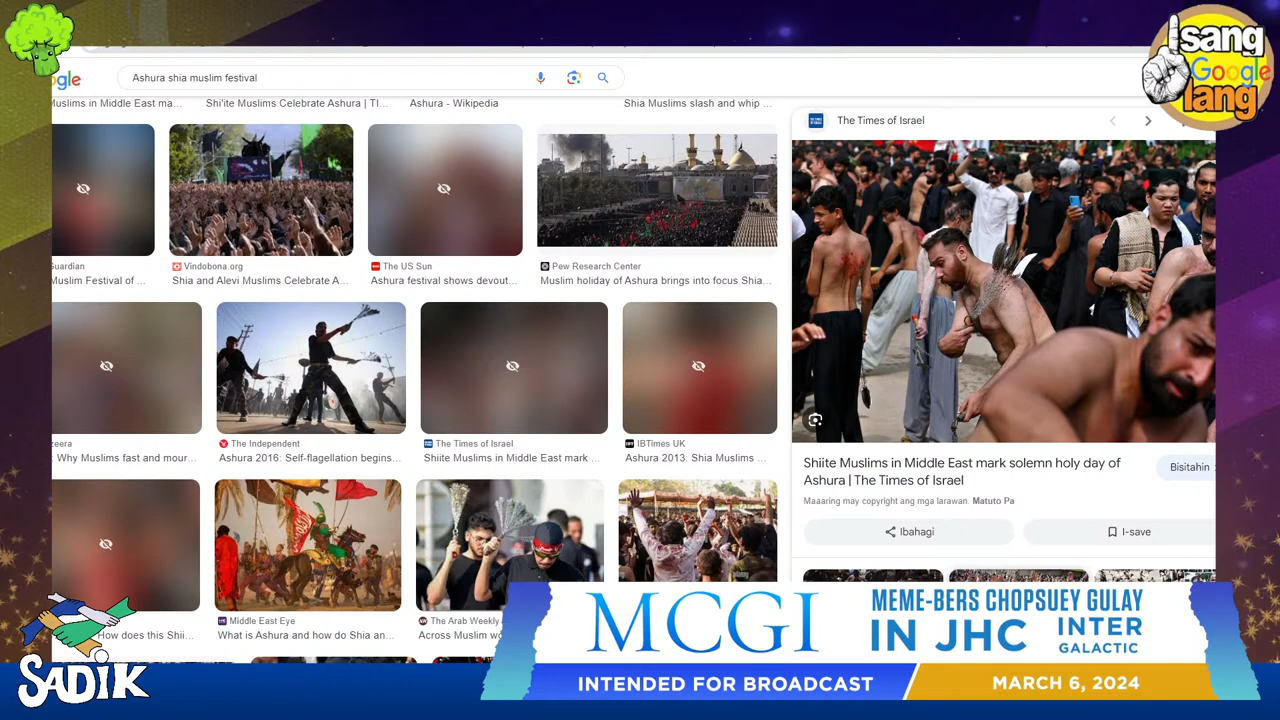 gle
Ashura shia muslim festival
Isang
Google
lang
Muslims in Middle East ma...
Shi'ite Muslims Celebrate Ashura | Tl...
Ashura - Wikipedia
Shia Muslims slash and whip ...
The Times of Israel
Guardian
Muslim Festival of ...
Vindobona.org
Shia and Alevi Muslims Celebrate A...
The US Sun
Ashura festival shows devout...
Pew Research Center
Muslim holiday of Ashura brings into focus Shia...
zeera
: Why Muslims fast and mour...
The Independent
Ashura 2016: Self-flagellation begins...
The Times of Israel
Shiite Muslims in Middle East mark ...
IBTimes UK
Ashura 2013: Shia Muslims ...
Shiite Muslims in Middle East mark solemn holy day of
Ashura | The Times of Israel
Bisitahin
Maaaring may copyright ang mga larawan. Matuto Pa
Ibahagi
I-save
How does this Shii...
Middle East Eye
What is Ashura and how do Shia an...
The Arab Weekly
Across Muslim wo
MCGI
MEME-BERS CHOPSUEY GULAY
IN JHC
INTER
GALACTIC
INTENDED FOR BROADCAST
MARCH 6, 2024
SADIK